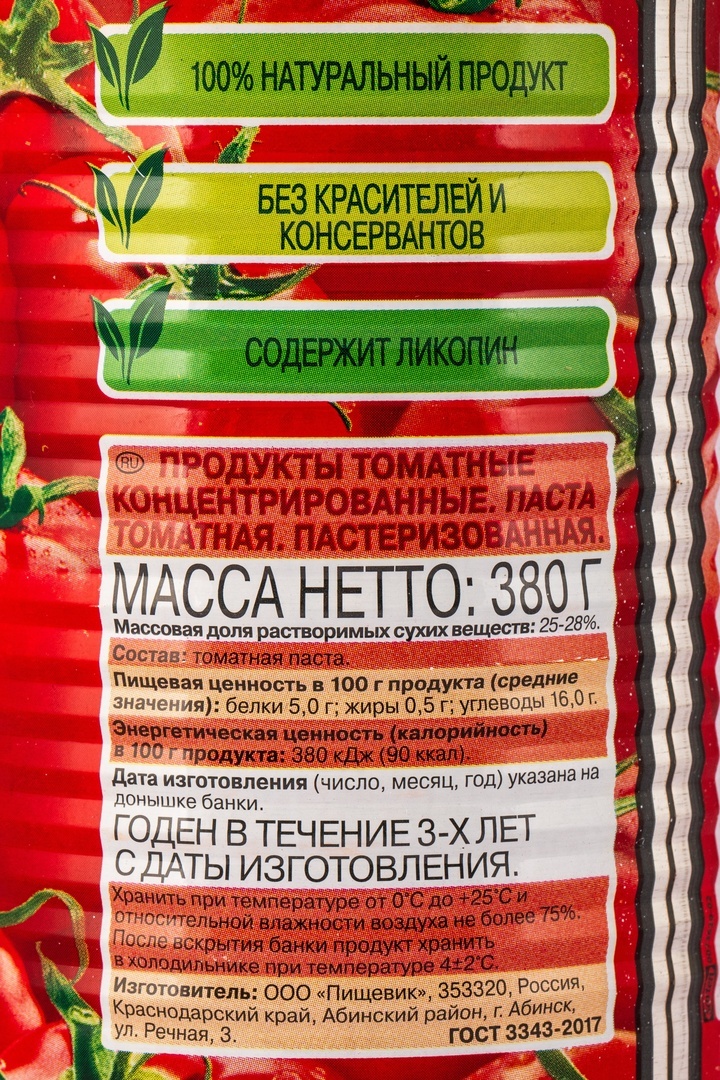 100% НАТУРАЛЬНЫЙ ПРОДУКТ
БЕЗ КРАСИТЕЛЕЙ И
КОНСЕРВАНТОВ
СОДЕРЖИТ ЛИКОПИН
RU ПРОДУКТЫ ТОМАТНЫЕ
КОНЦЕНТРИРОВАННЫЕ. ПАСТА
ТОМАТНАЯ. ПАСТЕРИЗОВАННАЯ.
МАССА НЕТТО: 380 Г
Массовая доля растворимых сухих веществ: 25-28%.
Состав: томатная паста.
Пищевая ценность в 100 г продукта (средние
значения): белки 5,0 г; жиры 0,5 г; углеводы 16,0 г.
Энергетическая ценность (калорийность)
в 100 г продукта: 380 кДж (90 ккал).
Дата изготовления (число, месяц, год) указана на
донышке банки.
ГОДЕН В ТЕЧЕНИЕ 3-Х ЛЕТ
С ДАТЫ ИЗГОТОВЛЕНИЯ.
Хранить при температуре от 0°С до +25°С и
относительной влажности воздуха не более 75%.
После вскрытия банки продукт хранить
в холодильнике при температуре 4±2°С.
Изготовитель: ООО «Пищевик», 353320, Россия,
Краснодарский край, Абинский район, г. Абинск,
ул. Речная, 3.
ГОСТ 3343-2017